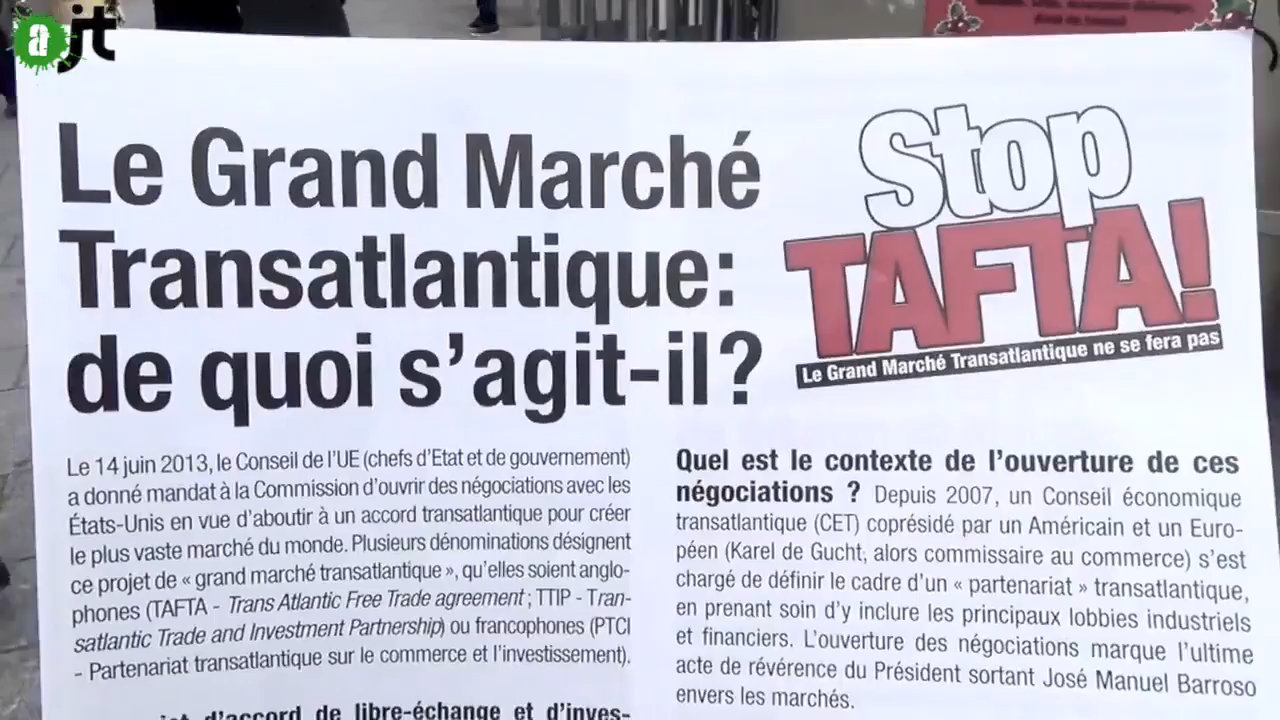 ajt
Le Grand Marché
Transatlantique:
de quoi s'agit-il?
Stop
TAFTA!
Le Grand Marché Transatlantique ne se fera pas
Le 14 juin 2013, le Conseil de l'UE (chefs d'Etat et de gouvernement)
a donné mandat à la Commission d'ouvrir des négociations avec les
États-Unis en vue d'aboutir à un accord transatlantique pour créer
le plus vaste marché du monde. Plusieurs dénominations désignent
ce projet de « grand marché transatlantique », qu'elles soient anglo-
phones (TAFTA - Trans Atlantic Free Trade agreement ; TTIP - Tran-
satlantic Trade and Investment Partnership) ou francophones (PTCI
- Partenariat transatlantique sur le commerce et l'investissement).
d'accord de libre-échange et d'inves-
Quel est le contexte de l'ouverture de ces
négociations ? Depuis 2007, un Conseil économique
transatlantique (CET) coprésidé par un Américain et un Euro-
péen (Karel de Gucht, alors commissaire au commerce) s'est
chargé de définir le cadre d'un « partenariat » transatlantique,
en prenant soin d'y inclure les principaux lobbies industriels
et financiers. L'ouverture des négociations marque l'ultime
acte de révérence du Président sortant José Manuel Barroso
envers les marchés.